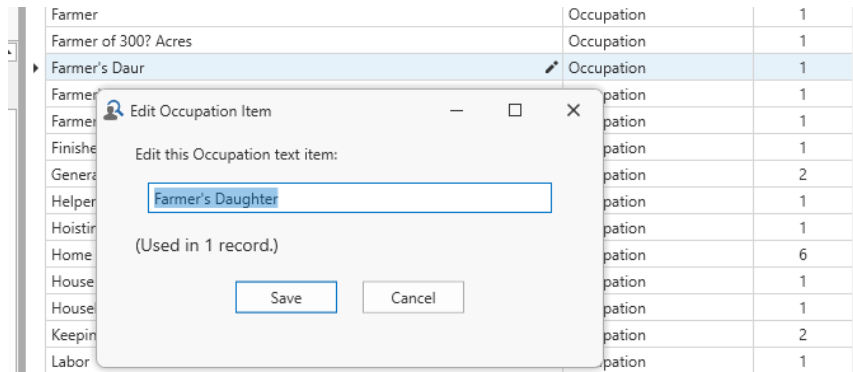 Farmer Occupation 1
Farmer of 300? Acres Occupation 1
Farmer's Daur Occupation 1
Farmer pation 1
Edit Occupation Item
Farmer pation 1
Finishe pation 1
Edit this Occupation text item:
Genera pation 2
Farmer's Daughter
Helper pation 1
Hoistin pation 1
(Used in 1 record.)
Home pation 6
House pation 1
Save Cancel
House pation 1
Keepin pation 2
Labor pation 1